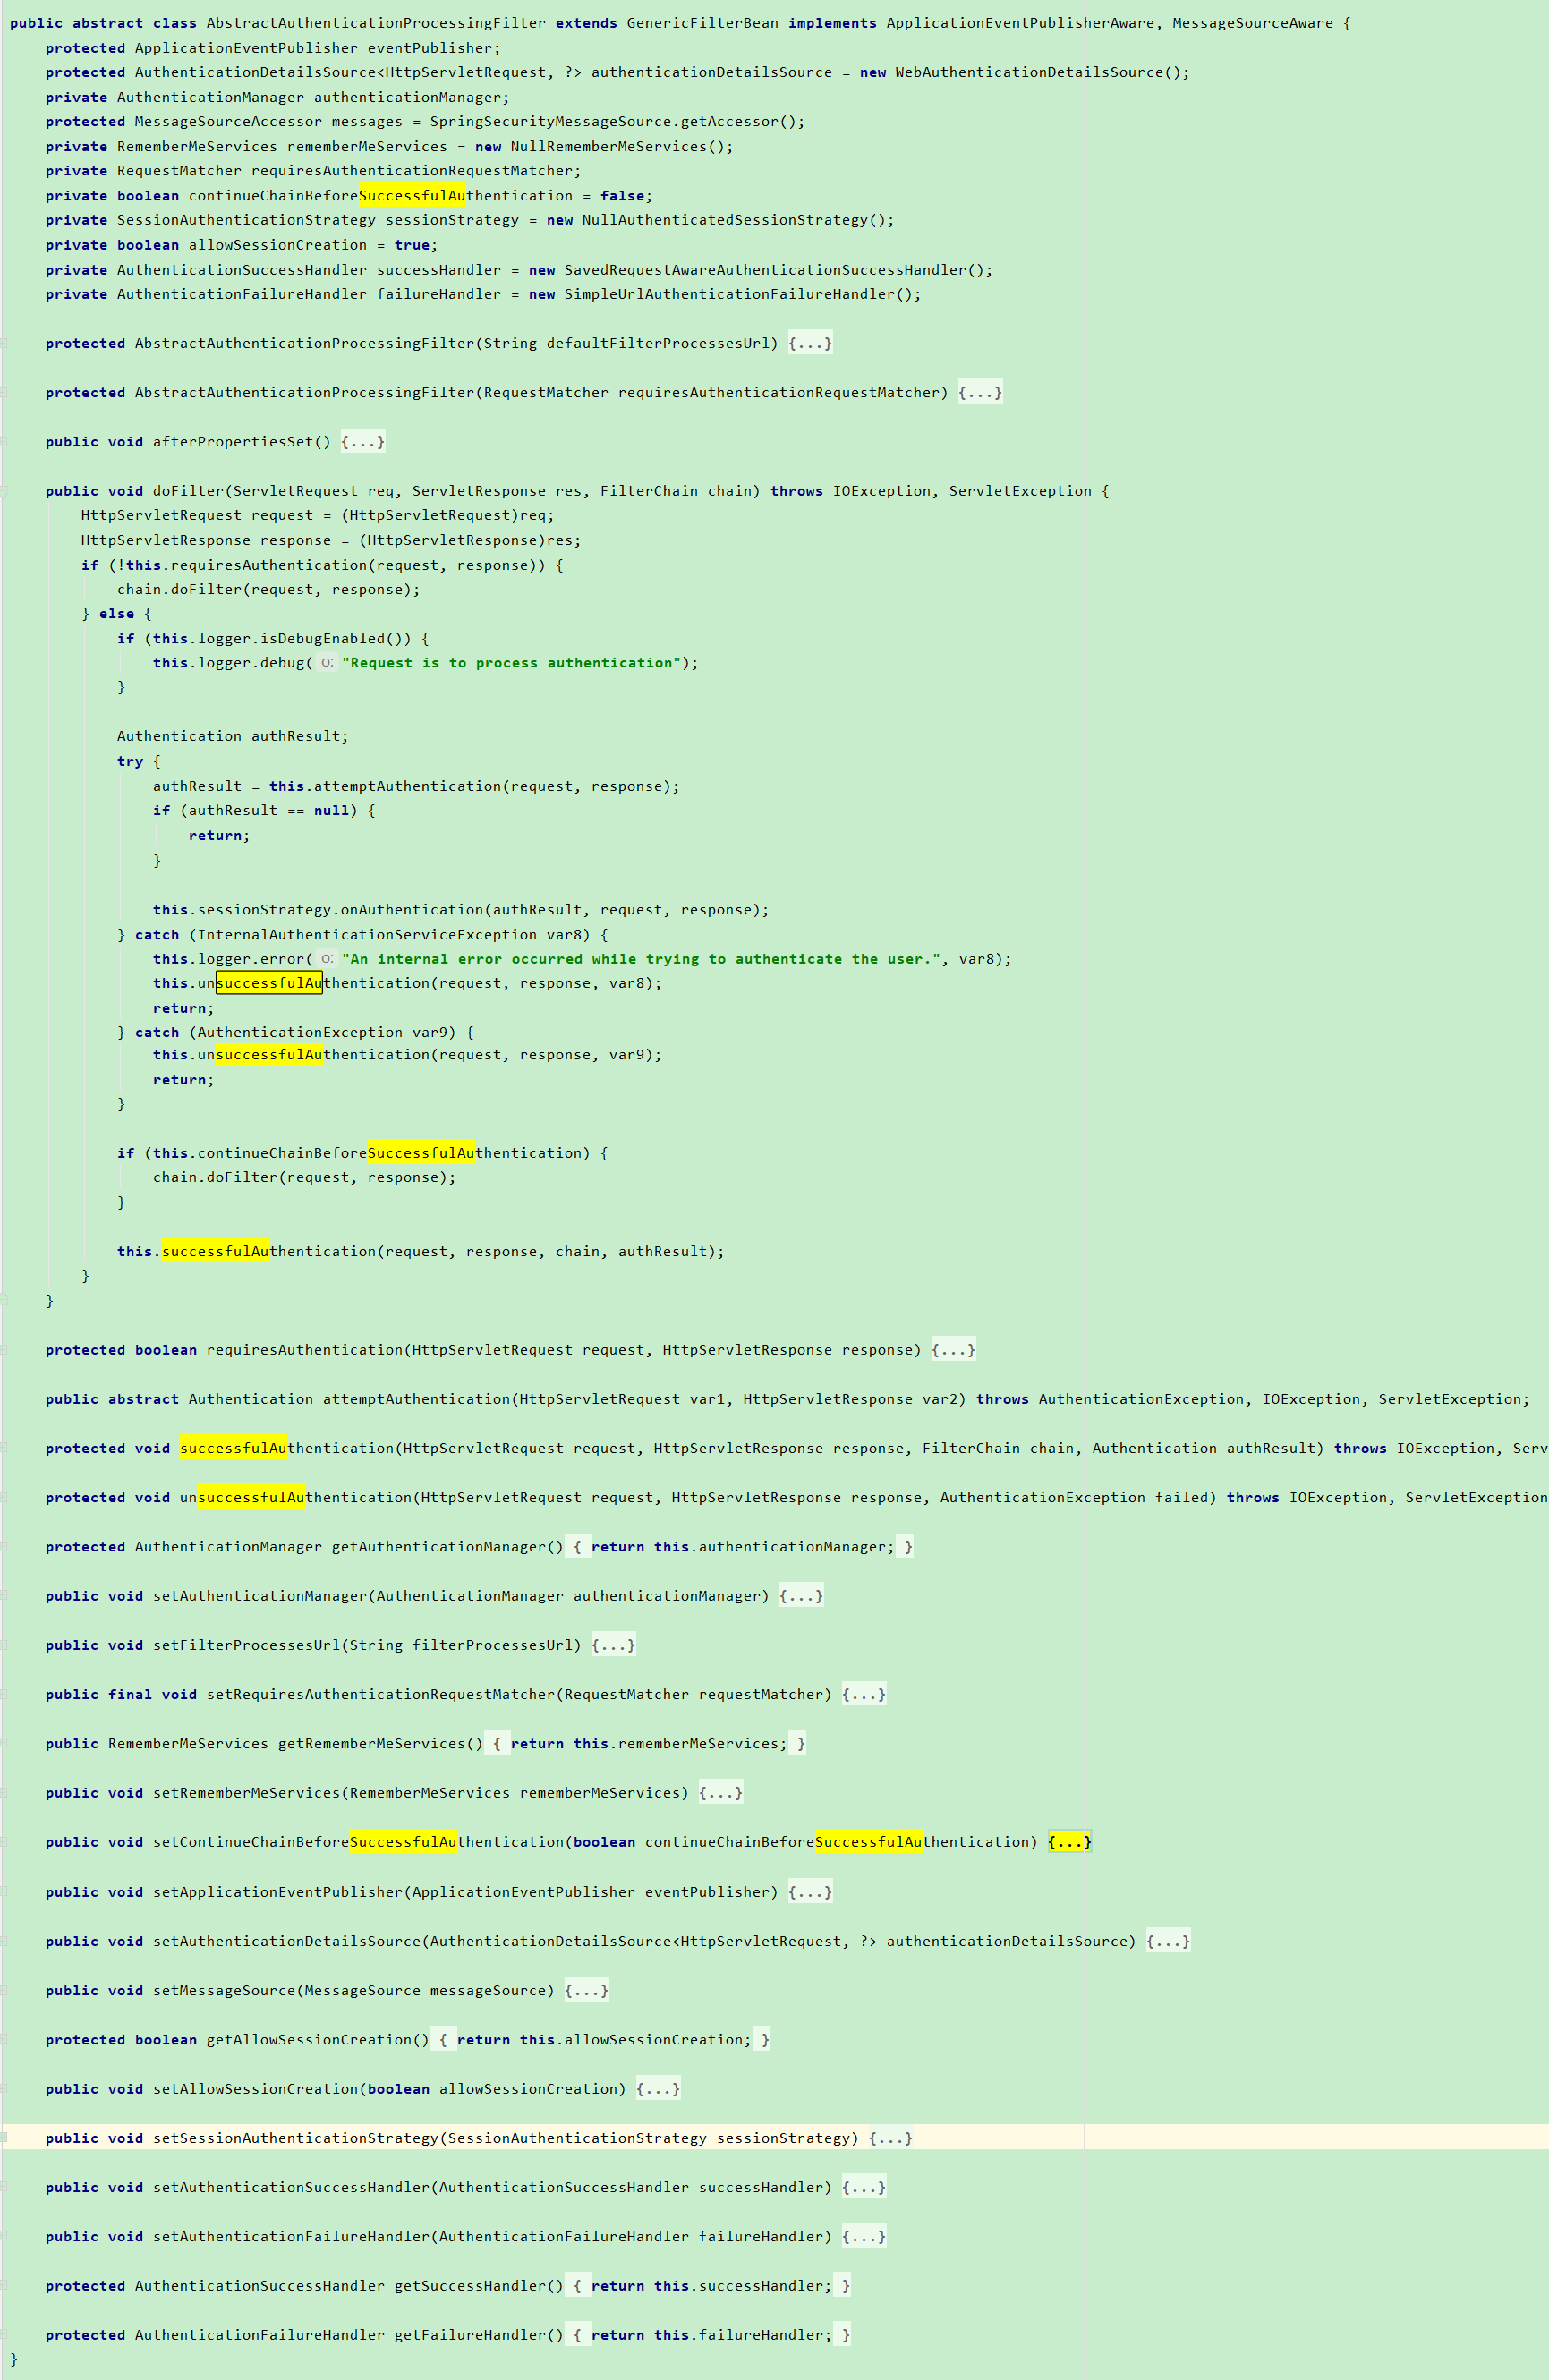 public abstract class AbstractAuthenticationProcessingFilter extends GenericFilterBean implements ApplicationEventPublisherAware, MessageSourceAware {
    protected ApplicationEventPublisher eventPublisher;
    protected AuthenticationDetailsSource<HttpServletRequest, ?> authenticationDetailsSource = new WebAuthenticationDetailsSource();
    private AuthenticationManager authenticationManager;
    protected MessageSourceAccessor messages = SpringSecurityMessageSource.getAccessor();
    private RememberMeServices rememberMeServices = new NullRememberMeServices();
    private RequestMatcher requiresAuthenticationRequestMatcher;
    private boolean continueChainBeforeSuccessfulAuthentication = false;
    private SessionAuthenticationStrategy sessionStrategy = new NullAuthenticatedSessionStrategy();
    private boolean allowSessionCreation = true;
    private AuthenticationSuccessHandler successHandler = new SavedRequestAwareAuthenticationSuccessHandler();
    private AuthenticationFailureHandler failureHandler = new SimpleUrlAuthenticationFailureHandler();

    protected AbstractAuthenticationProcessingFilter(String defaultFilterProcessesUrl) {...}

    protected AbstractAuthenticationProcessingFilter(RequestMatcher requiresAuthenticationRequestMatcher) {...}

    public void afterPropertiesSet() {...}

    public void doFilter(ServletRequest req, ServletResponse res, FilterChain chain) throws IOException, ServletException {
        HttpServletRequest request = (HttpServletRequest)req;
        HttpServletResponse response = (HttpServletResponse)res;
        if (!this.requiresAuthentication(request, response)) {
            chain.doFilter(request, response);
        } else {
            if (this.logger.isDebugEnabled()) {
                this.logger.debug( o: "Request is to process authentication");
            }

            Authentication authResult;
            try {
                authResult = this.attemptAuthentication(request, response);
                if (authResult == null) {
                    return;
                }

                this.sessionStrategy.onAuthentication(authResult, request, response);
            } catch (InternalAuthenticationServiceException var8) {
                this.logger.error( o: "An internal error occurred while trying to authenticate the user.", var8);
                this.unsuccessfulAuthentication(request, response, var8);
                return;
            } catch (AuthenticationException var9) {
                this.unsuccessfulAuthentication(request, response, var9);
                return;
            }

            if (this.continueChainBeforeSuccessfulAuthentication) {
                chain.doFilter(request, response);
            }

            this.successfulAuthentication(request, response, chain, authResult);
        }
    }

    protected boolean requiresAuthentication(HttpServletRequest request, HttpServletResponse response) {...}

    public abstract Authentication attemptAuthentication(HttpServletRequest var1, HttpServletResponse var2) throws AuthenticationException, IOException, ServletException;

    protected void successfulAuthentication(HttpServletRequest request, HttpServletResponse response, FilterChain chain, Authentication authResult) throws IOException, Serv

    protected void unsuccessfulAuthentication(HttpServletRequest request, HttpServletResponse response, AuthenticationException failed) throws IOException, ServletException

    protected AuthenticationManager getAuthenticationManager() { return this.authenticationManager; }

    public void setAuthenticationManager(AuthenticationManager authenticationManager) {...}

    public void setFilterProcessesUrl(String filterProcessesUrl) {...}

    public final void setRequiresAuthenticationRequestMatcher(RequestMatcher requestMatcher) {...}

    public RememberMeServices getRememberMeServices() { return this.rememberMeServices; }

    public void setRememberMeServices(RememberMeServices rememberMeServices) {...}

    public void setContinueChainBeforeSuccessfulAuthentication(boolean continueChainBeforeSuccessfulAuthentication) {...}

    public void setApplicationEventPublisher(ApplicationEventPublisher eventPublisher) {...}

    public void setAuthenticationDetailsSource(AuthenticationDetailsSource<HttpServletRequest, ?> authenticationDetailsSource) {...}

    public void setMessageSource(MessageSource messageSource) {...}

    protected boolean getAllowSessionCreation() { return this.allowSessionCreation; }

    public void setAllowSessionCreation(boolean allowSessionCreation) {...}

    public void setSessionAuthenticationStrategy(SessionAuthenticationStrategy sessionStrategy) {...}

    public void setAuthenticationSuccessHandler(AuthenticationSuccessHandler successHandler) {...}

    public void setAuthenticationFailureHandler(AuthenticationFailureHandler failureHandler) {...}

    protected AuthenticationSuccessHandler getSuccessHandler() { return this.successHandler; }

    protected AuthenticationFailureHandler getFailureHandler() { return this.failureHandler; }
}